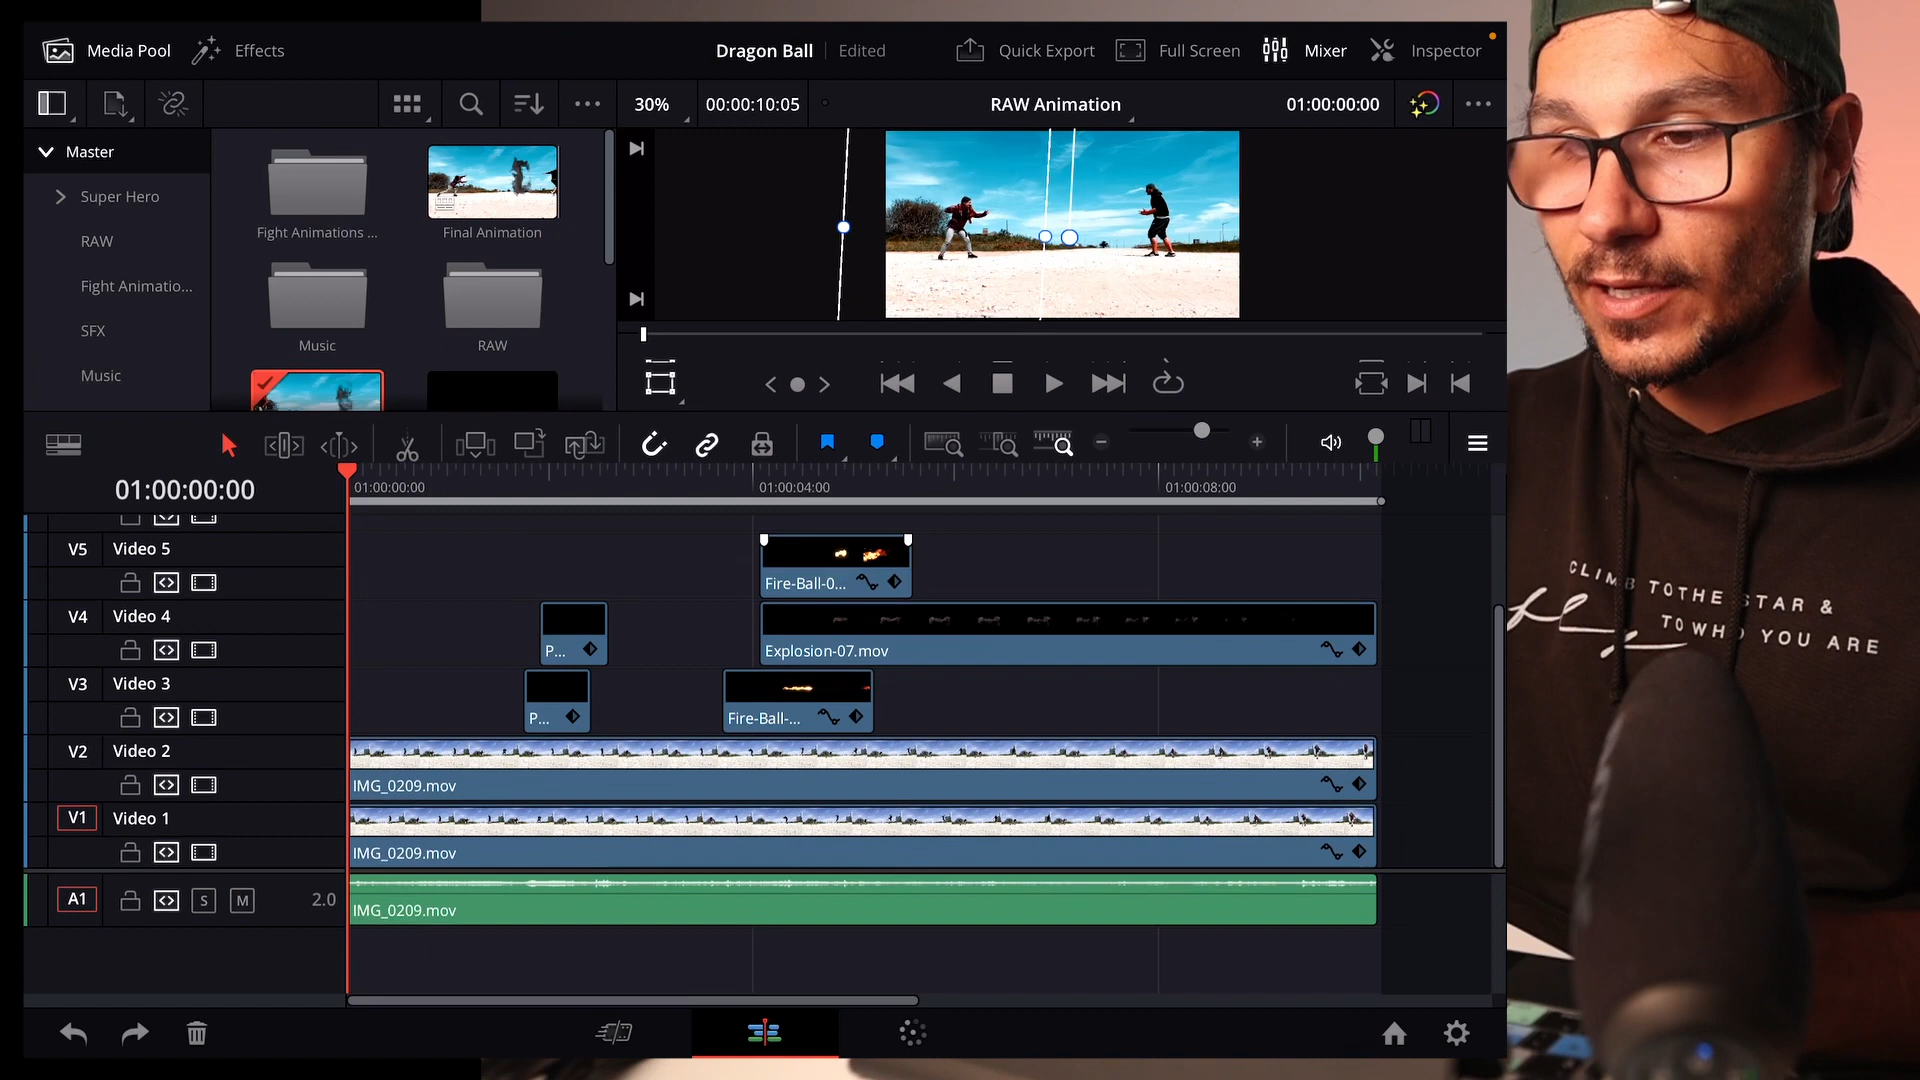 Media Pool
Effects
Dragon Ball
Edited
Quick Export
Full Screen
Mixer
Inspector
30%
00:00:10:05
RAW Animation
01:00:00:00
Master
Super Hero
RAW
Fight Animatio...
SFX
Music
Fight Animations ...
Final Animation
Music
RAW
01:00:00:00
01:00:00:00
01:00:04:00
01:00:08:00
V5
Video 5
Fire-Ball-0...
V4
Video 4
P...
Explosion-07.mov
V3
Video 3
P...
Fire-Ball-...
V2
Video 2
IMG_0209.mov
V1
Video 1
IMG_0209.mov
A1
S
M
2.0
IMG_0209.mov
TO THE STAR &
TO WHO YOU ARE